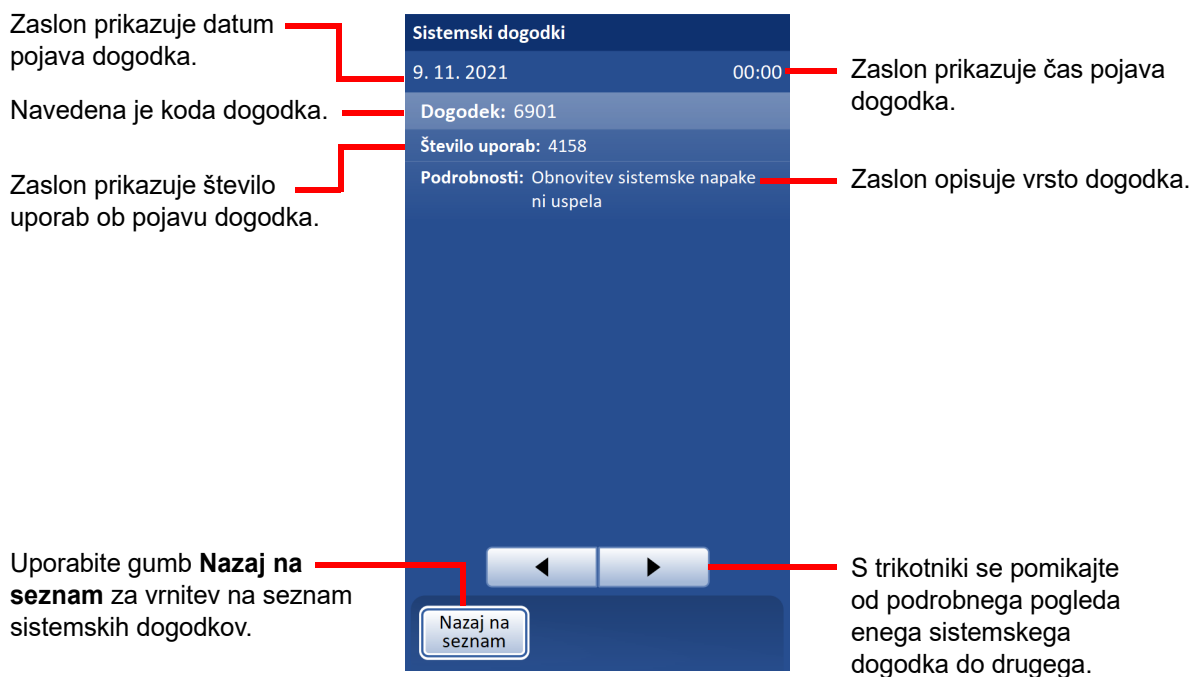 Zaslon prikazuje datum
pojava dogodka.
Navedena je koda dogodka.
Zaslon prikazuje število
uporab ob pojavu dogodka.
Uporabite gumb Nazaj na
seznam za vrnitev na seznam
sistemskih dogodkov.
Sistemski dogodki
9. 11. 2021 00:00
Dogodek: 6901
Število uporab: 4158
Podrobnosti: Obnovitev sistemske napake
ni uspela
Nazaj na
seznam
Zaslon prikazuje čas pojava
dogodka.
Zaslon opisuje vrsto dogodka.
S trikotniki se pomikajte
od podrobnega pogleda
enega sistemskega
dogodka do drugega.